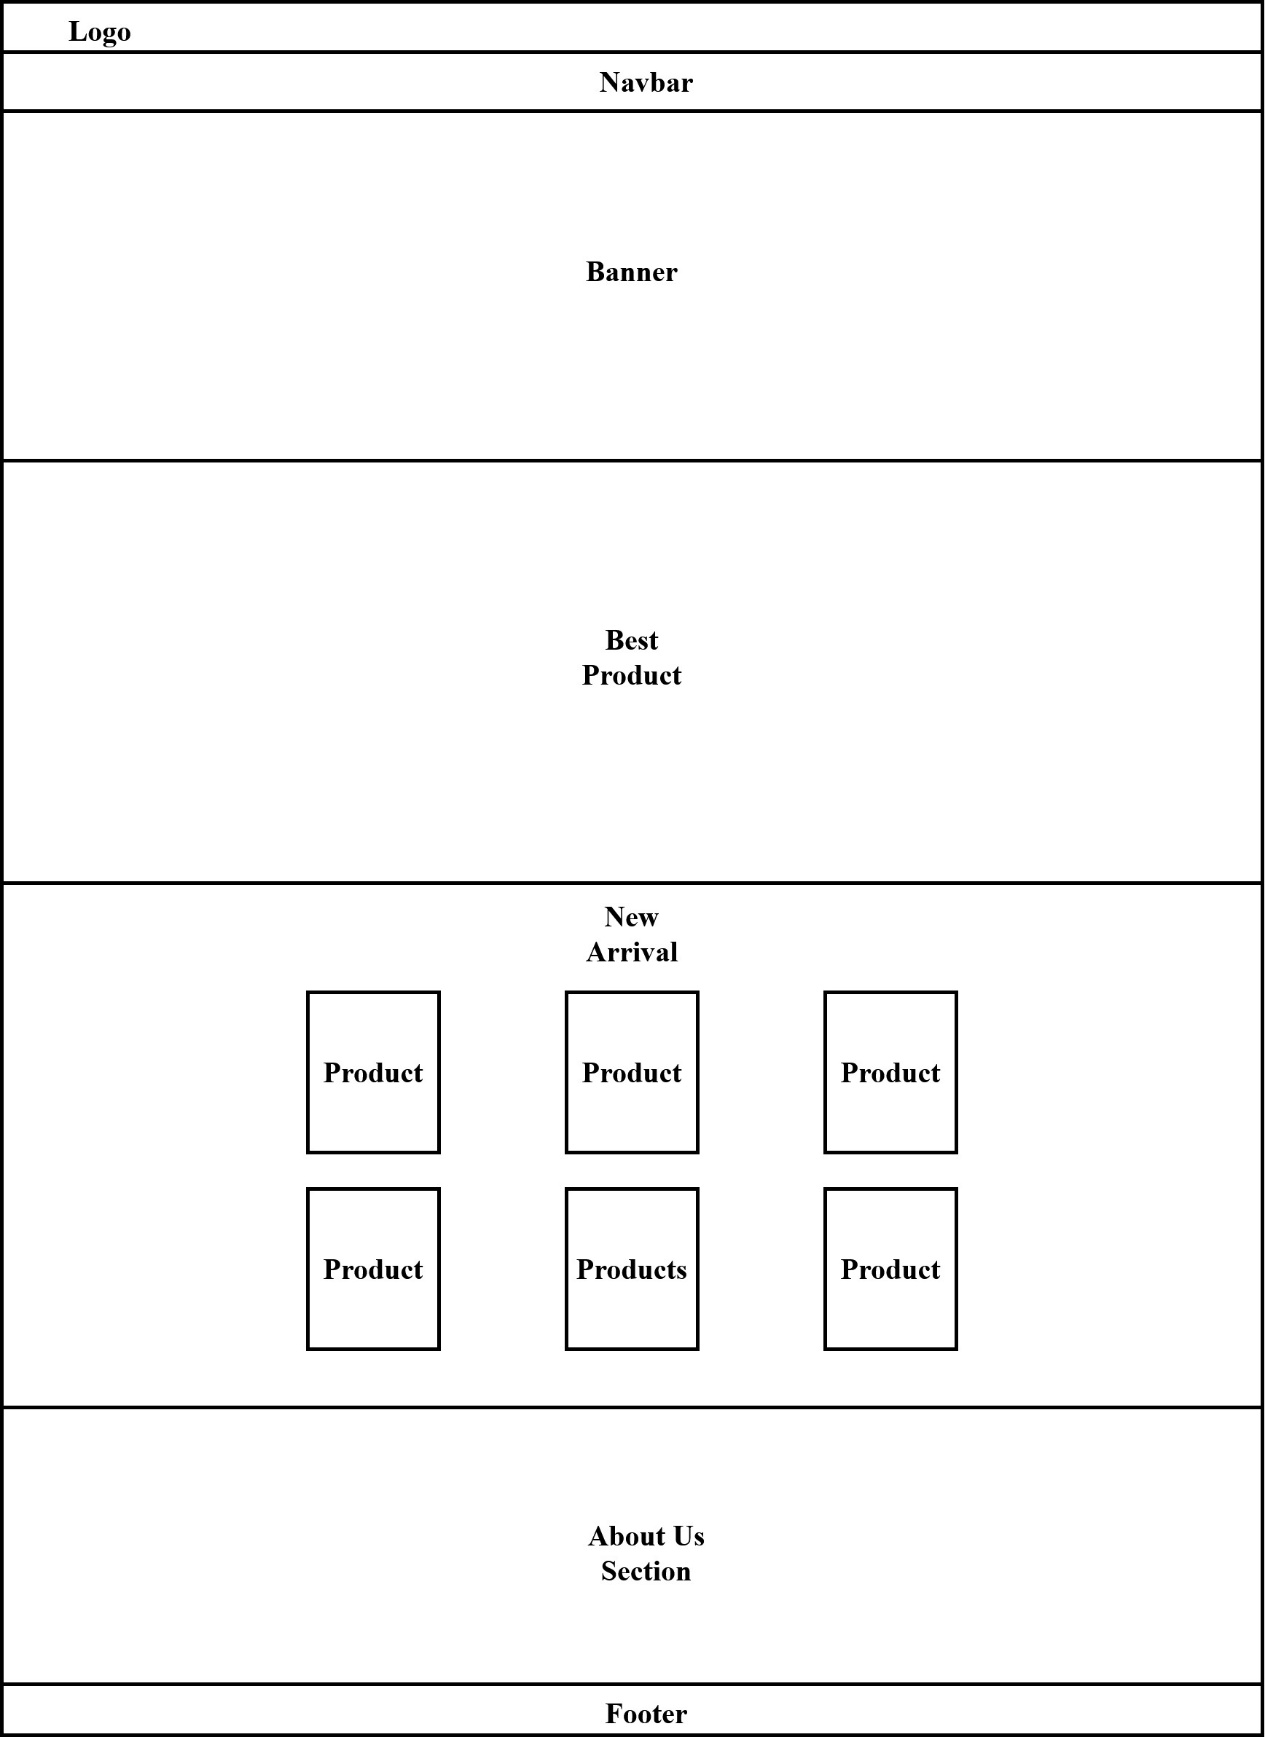 Logo
Navbar
Banner
Best
Product
New
Arrival
Product
Product
Product
Product
Products
Product
About Us
Section
Footer